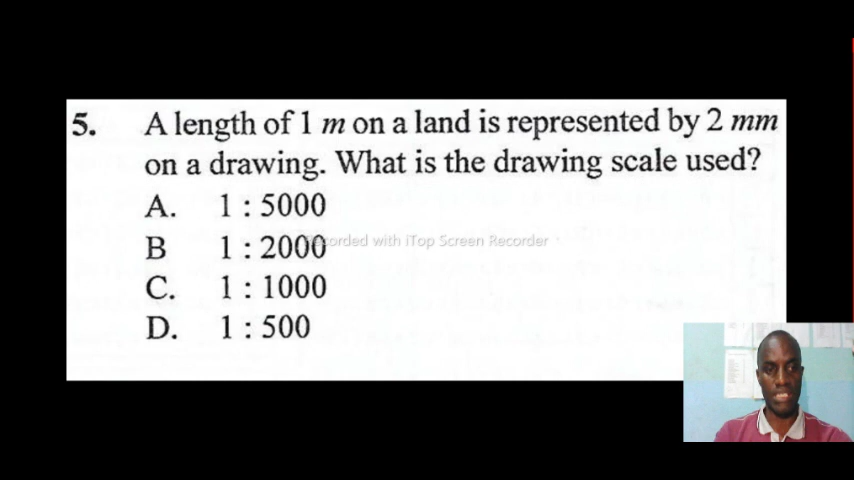 5. A length of 1 m on a land is represented by 2 mm
on a drawing. What is the drawing scale used?
A. 1 : 5000
B 1 : 2000
Recorded with iTop Screen Recorder
C. 1 : 1000
D. 1 : 500